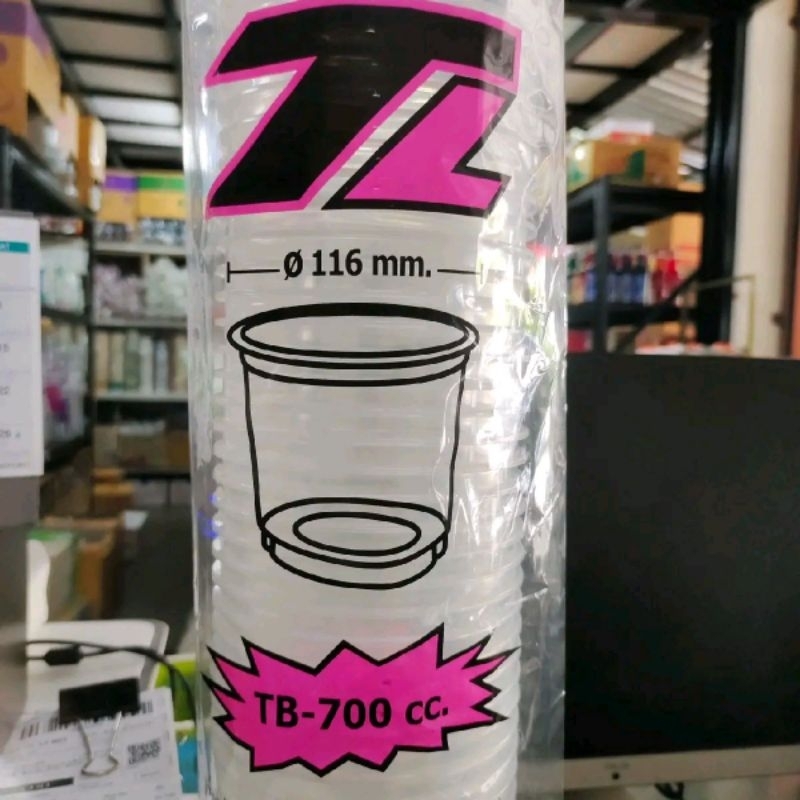 TL
Ø 116 mm.
TB-700 cc.